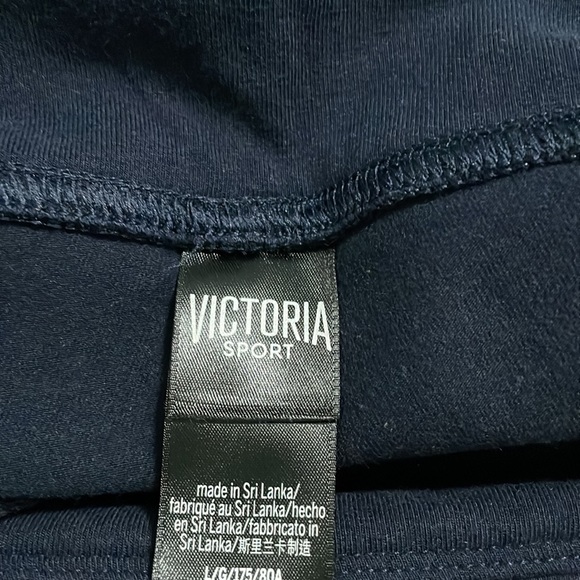 VICTORIA
SPORT
made in Sri Lanka/
fabriqué au Sri Lanka/hecho
en Sri Lanka/fabbricato in
Sri Lanka/斯里兰卡制造
L/G/175/80A